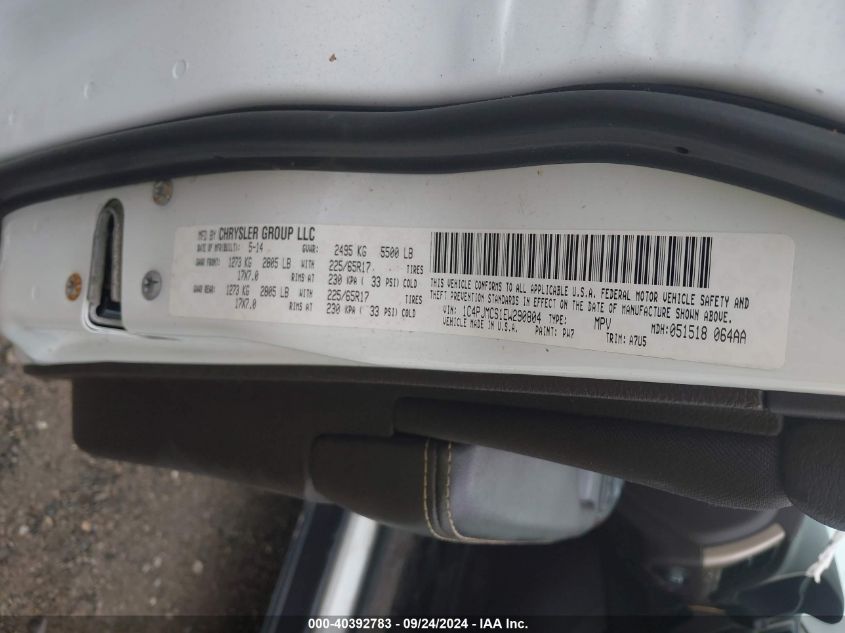 MFD BY CHRYSLER GROUP LLC
DATE OF MFR(BUILT): 5-14 GVWR: 2495 KG 5500 LB
GAWR FRONT: 1273 KG 2805 LB WITH 225/65R17 TIRES
17X7.0 RIMS AT 230 KPA ( 33 PSI) COLD
GAWR REAR: 1273 KG 2805 LB WITH 225/65R17 TIRES
17X7.0 RIMS AT 230 KPA ( 33 PSI) COLD
THIS VEHICLE CONFORMS TO ALL APPLICABLE U.S.A. FEDERAL MOTOR VEHICLE SAFETY AND
THEFT PREVENTION STANDARDS IN EFFECT ON THE DATE OF MANUFACTURE SHOWN ABOVE.
VIN: 1C4PJMCS1EW290804 TYPE: MPV MDH:051518 064AA
VEHICLE MADE IN U.S.A. PAINT: PW7 TRIM: A7U5
000-40392783 - 09/24/2024 - IAA Inc.